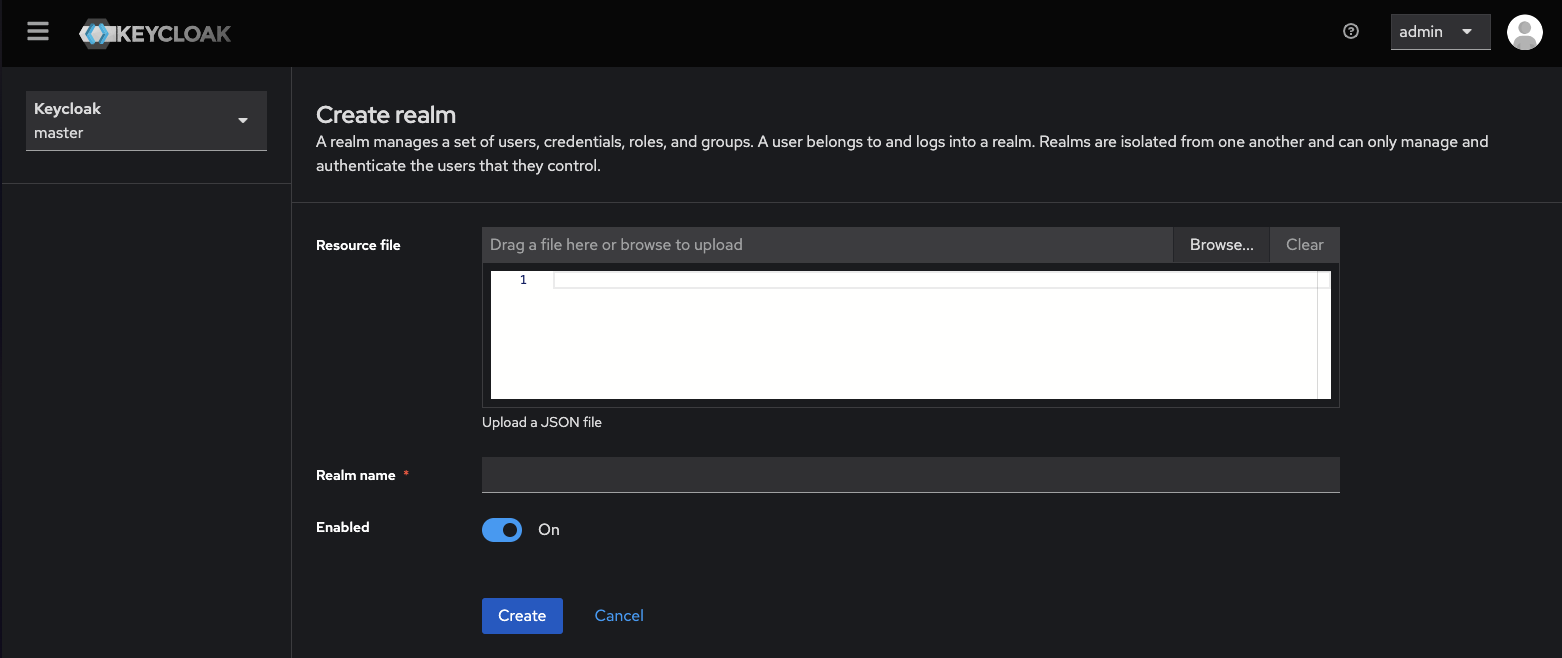 KEYCLOAK
admin
Keycloak
master
Create realm
A realm manages a set of users, credentials, roles, and groups. A user belongs to and logs into a realm. Realms are isolated from one another and can only manage and
authenticate the users that they control.
Resource file
Drag a file here or browse to upload
Browse...
Clear
1
Upload a JSON file
Realm name *
Enabled
On
Create
Cancel